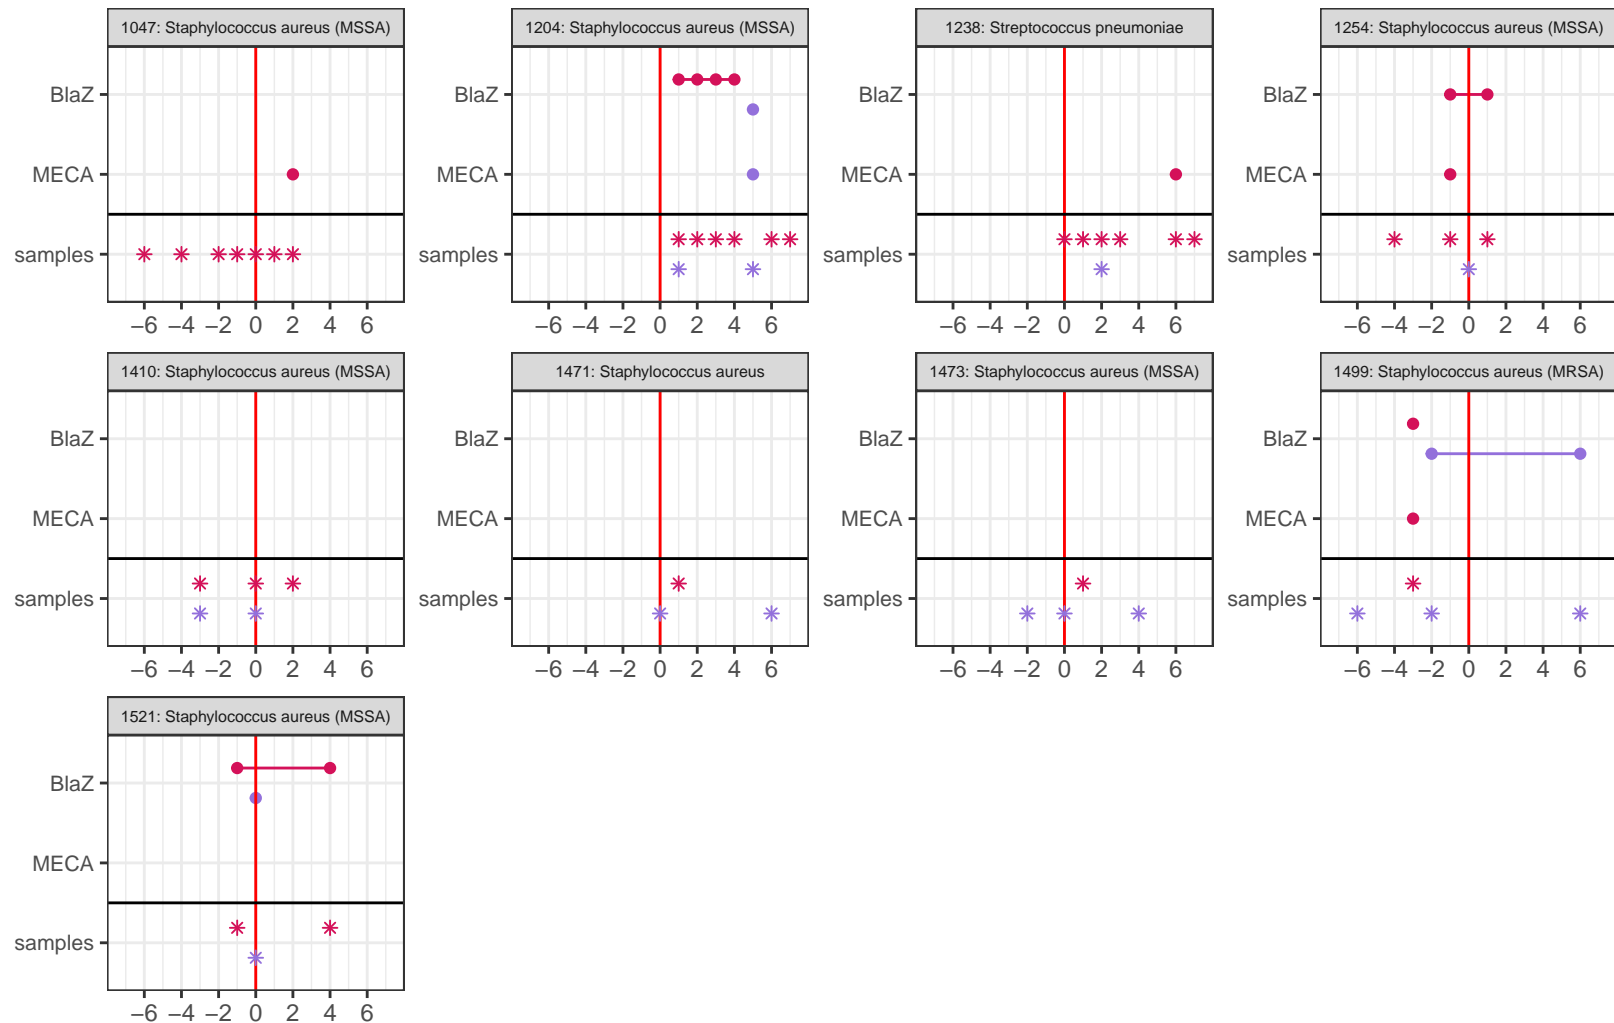 1047: Staphylococcus aureus (MSSA)
BlaZ
MECA
samples
−6 −4 −2 0 2 4 6
1204: Staphylococcus aureus (MSSA)
BlaZ
MECA
samples
−6 −4 −2 0 2 4 6
1238: Streptococcus pneumoniae
BlaZ
MECA
samples
−6 −4 −2 0 2 4 6
1254: Staphylococcus aureus (MSSA)
BlaZ
MECA
samples
−6 −4 −2 0 2 4 6
1410: Staphylococcus aureus (MSSA)
BlaZ
MECA
samples
−6 −4 −2 0 2 4 6
1471: Staphylococcus aureus
BlaZ
MECA
samples
−6 −4 −2 0 2 4 6
1473: Staphylococcus aureus (MSSA)
BlaZ
MECA
samples
−6 −4 −2 0 2 4 6
1499: Staphylococcus aureus (MRSA)
BlaZ
MECA
samples
−6 −4 −2 0 2 4 6
1521: Staphylococcus aureus (MSSA)
BlaZ
MECA
samples
−6 −4 −2 0 2 4 6